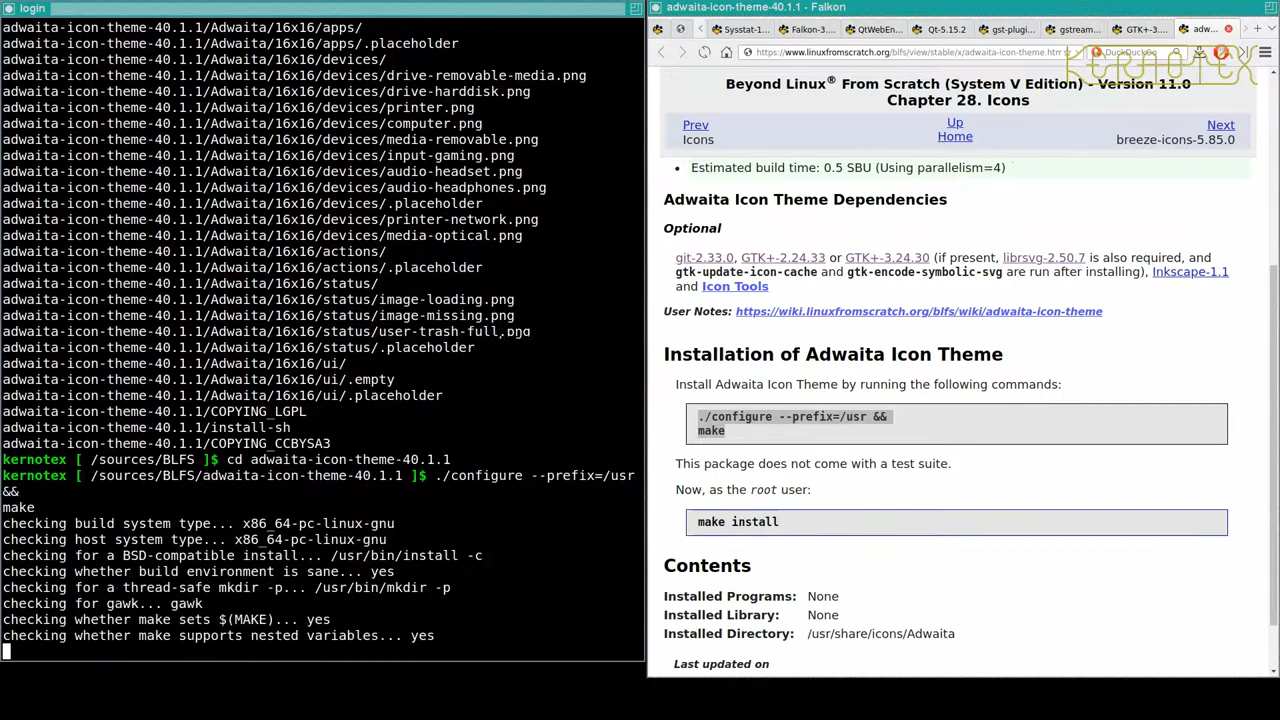 login
adwaita-icon-theme-40.1.1/Adwaita/16x16/apps/
adwaita-icon-theme-40.1.1/Adwaita/16x16/apps/.placeholder
adwaita-icon-theme-40.1.1/Adwaita/16x16/devices/
adwaita-icon-theme-40.1.1/Adwaita/16x16/devices/drive-removable-media.png
adwaita-icon-theme-40.1.1/Adwaita/16x16/devices/drive-harddisk.png
adwaita-icon-theme-40.1.1/Adwaita/16x16/devices/printer.png
adwaita-icon-theme-40.1.1/Adwaita/16x16/devices/computer.png
adwaita-icon-theme-40.1.1/Adwaita/16x16/devices/media-removable.png
adwaita-icon-theme-40.1.1/Adwaita/16x16/devices/input-gaming.png
adwaita-icon-theme-40.1.1/Adwaita/16x16/devices/audio-headset.png
adwaita-icon-theme-40.1.1/Adwaita/16x16/devices/audio-headphones.png
adwaita-icon-theme-40.1.1/Adwaita/16x16/devices/.placeholder
adwaita-icon-theme-40.1.1/Adwaita/16x16/devices/printer-network.png
adwaita-icon-theme-40.1.1/Adwaita/16x16/devices/media-optical.png
adwaita-icon-theme-40.1.1/Adwaita/16x16/actions/
adwaita-icon-theme-40.1.1/Adwaita/16x16/actions/.placeholder
adwaita-icon-theme-40.1.1/Adwaita/16x16/status/
adwaita-icon-theme-40.1.1/Adwaita/16x16/status/image-loading.png
adwaita-icon-theme-40.1.1/Adwaita/16x16/status/image-missing.png
adwaita-icon-theme-40.1.1/Adwaita/16x16/status/user-trash-full.png
adwaita-icon-theme-40.1.1/Adwaita/16x16/status/.placeholder
adwaita-icon-theme-40.1.1/Adwaita/16x16/ui/
adwaita-icon-theme-40.1.1/Adwaita/16x16/ui/.empty
adwaita-icon-theme-40.1.1/Adwaita/16x16/ui/.placeholder
adwaita-icon-theme-40.1.1/COPYING_LGPL
adwaita-icon-theme-40.1.1/install-sh
adwaita-icon-theme-40.1.1/COPYING_CCBYSA3
kernotex [ /sources/BLFS ]$ cd adwaita-icon-theme-40.1.1
kernotex [ /sources/BLFS/adwaita-icon-theme-40.1.1 ]$ ./configure --prefix=/usr
&&
make
checking build system type... x86_64-pc-linux-gnu
checking host system type... x86_64-pc-linux-gnu
checking for a BSD-compatible install... /usr/bin/install -c
checking whether build environment is sane... yes
checking for a thread-safe mkdir -p... /usr/bin/mkdir -p
checking for gawk... gawk
checking whether make sets $(MAKE)... yes
checking whether make supports nested variables... yes
adwaita-icon-theme-40.1.1 - Falkon
Sysstat-1... Falkon-3.... QtWebEn... Qt-5.15.2 gst-plugi... gstream... GTK+-3.... adw...
https://www.linuxfromscratch.org/blfs/view/stable/x/adwaita-icon-theme.htm
DuckDuckGo
KERNOTEX
Beyond Linux® From Scratch (System V Edition) - Version 11.0
Chapter 28. Icons
Prev Up Next
Icons Home breeze-icons-5.85.0
• Estimated build time: 0.5 SBU (Using parallelism=4)
Adwaita Icon Theme Dependencies
Optional
git-2.33.0, GTK+-2.24.33 or GTK+-3.24.30 (if present, librsvg-2.50.7 is also required, and
gtk-update-icon-cache and gtk-encode-symbolic-svg are run after installing), Inkscape-1.1
and Icon Tools
User Notes: https://wiki.linuxfromscratch.org/blfs/wiki/adwaita-icon-theme
Installation of Adwaita Icon Theme
Install Adwaita Icon Theme by running the following commands:
./configure --prefix=/usr &&
make
This package does not come with a test suite.
Now, as the root user:
make install
Contents
Installed Programs: None
Installed Library: None
Installed Directory: /usr/share/icons/Adwaita
Last updated on